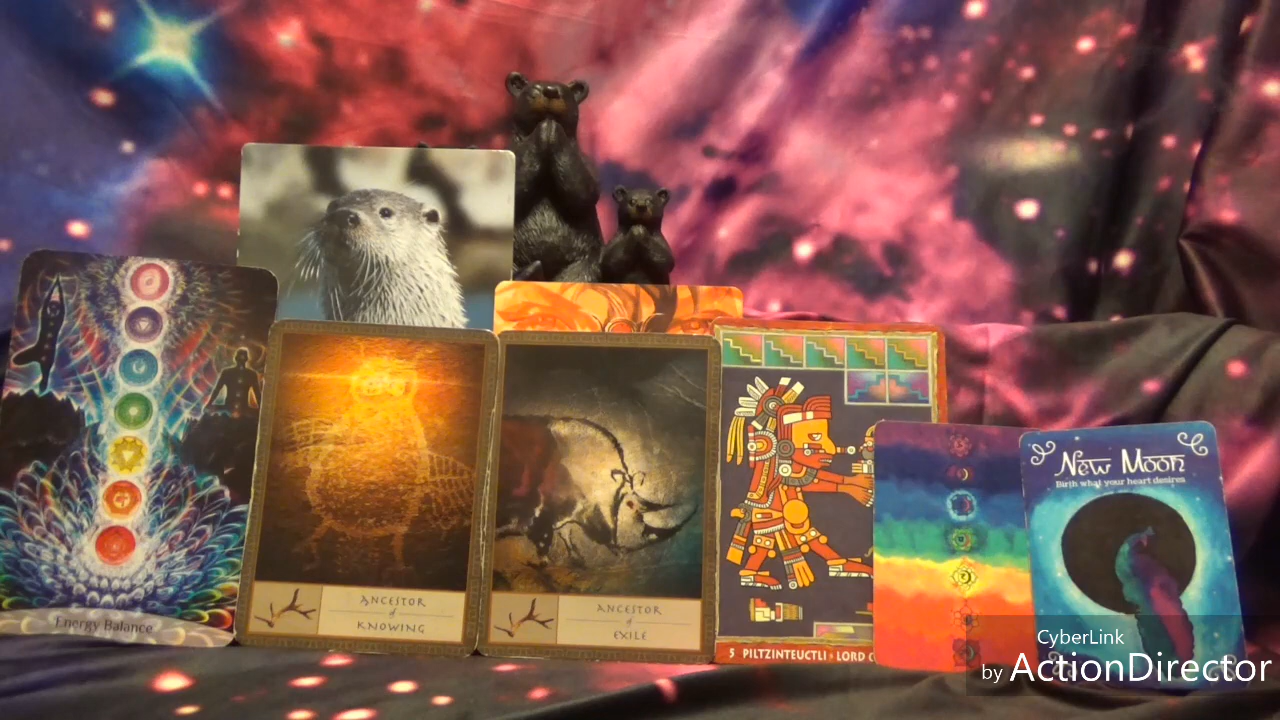 Energy Balance
ANCESTOR
of
KNOWING
ANCESTOR
of
EXILE
5 PILTZINTEUCTLI · LORD
New Moon
Birth what your heart desires
CyberLink
by ActionDirector